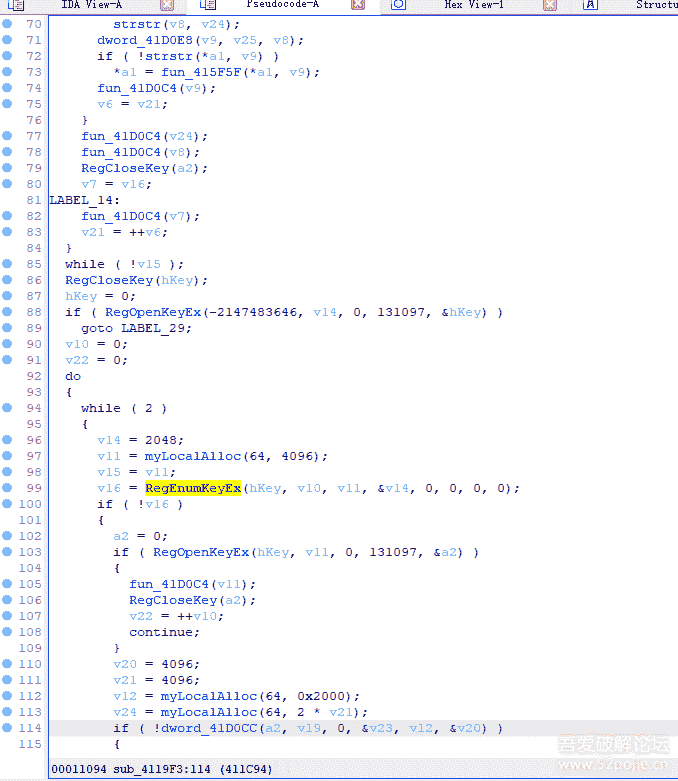 IDA View-A Pseudocode-A Hex View-1 A Structu
70 strstr(v8, v24);
71 dword_41D0E8(v9, v25, v8);
72 if ( !strstr(*a1, v9) )
73 *a1 = fun_415F5F(*a1, v9);
74 fun_41D0C4(v9);
75 v6 = v21;
76 }
77 fun_41D0C4(v24);
78 fun_41D0C4(v8);
79 RegCloseKey(a2);
80 v7 = v16;
81 LABEL_14:
82 fun_41D0C4(v7);
83 v21 = ++v6;
84 }
85 while ( !v15 );
86 RegCloseKey(hKey);
87 hKey = 0;
88 if ( RegOpenKeyEx(-2147483646, v14, 0, 131097, &hKey) )
89 goto LABEL_29;
90 v10 = 0;
91 v22 = 0;
92 do
93 {
94 while ( 2 )
95 {
96 v14 = 2048;
97 v11 = myLocalAlloc(64, 4096);
98 v15 = v11;
99 v16 = RegEnumKeyEx(hKey, v10, v11, &v14, 0, 0, 0, 0);
100 if ( !v16 )
101 {
102 a2 = 0;
103 if ( RegOpenKeyEx(hKey, v11, 0, 131097, &a2) )
104 {
105 fun_41D0C4(v11);
106 RegCloseKey(a2);
107 v22 = ++v10;
108 continue;
109 }
110 v20 = 4096;
111 v21 = 4096;
112 v12 = myLocalAlloc(64, 0x2000);
113 v24 = myLocalAlloc(64, 2 * v21);
114 if ( !dword_41D0CC(a2, v19, 0, &v23, v12, &v20) )
115 {
吾爱破解论坛
www.52pojie.cn
00011094 sub_4119F3:114 (411C94)